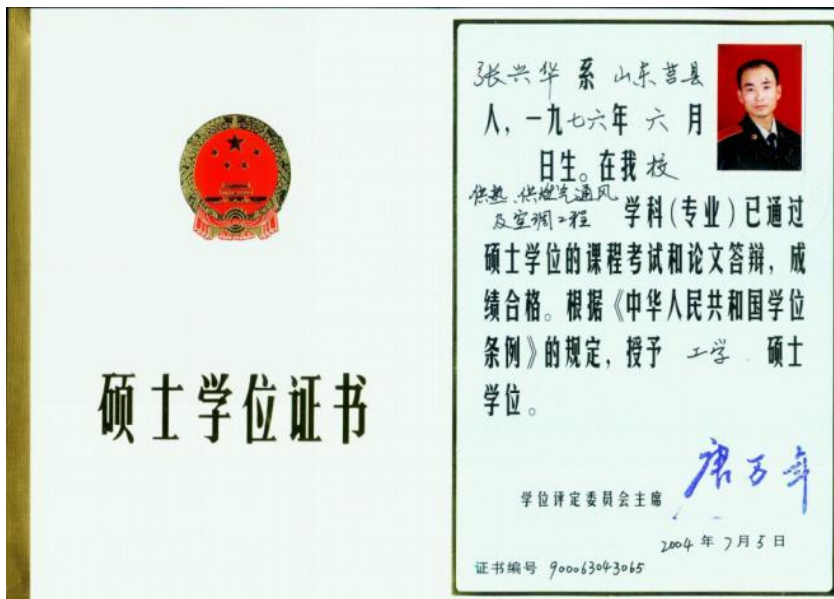 硕士学位证书
张兴华 系 山东莒县
人，一九七六年 六 月
日生。在我 校
供热、供燃气通风
及空调工程 学科(专业)已通过
硕士学位的课程考试和论文答辩，成
绩合格。根据《中华人民共和国学位
条例》的规定，授予 工学 硕士
学位。
学位评定委员会主席
2004 年 7 月 5 日
证书编号 900063043065